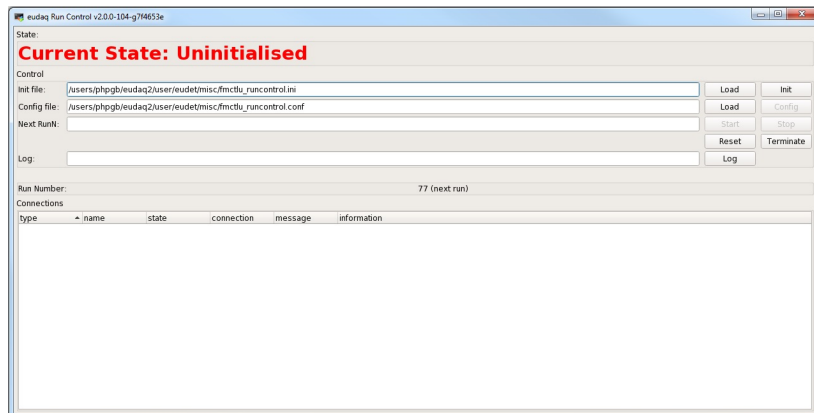 eudaq Run Control v2.0.0-104-g7f4653e
State:
Current State: Uninitialised
Control
Init file: /users/phpgb/eudaq2/user/eudet/misc/fmctlu_runcontrol.ini Load Init
Config file: /users/phpgb/eudaq2/user/eudet/misc/fmctlu_runcontrol.conf Load Config
Next RunN: Start Stop
Reset Terminate
Log: Log
Run Number: 77 (next run)
Connections
type name state connection message information